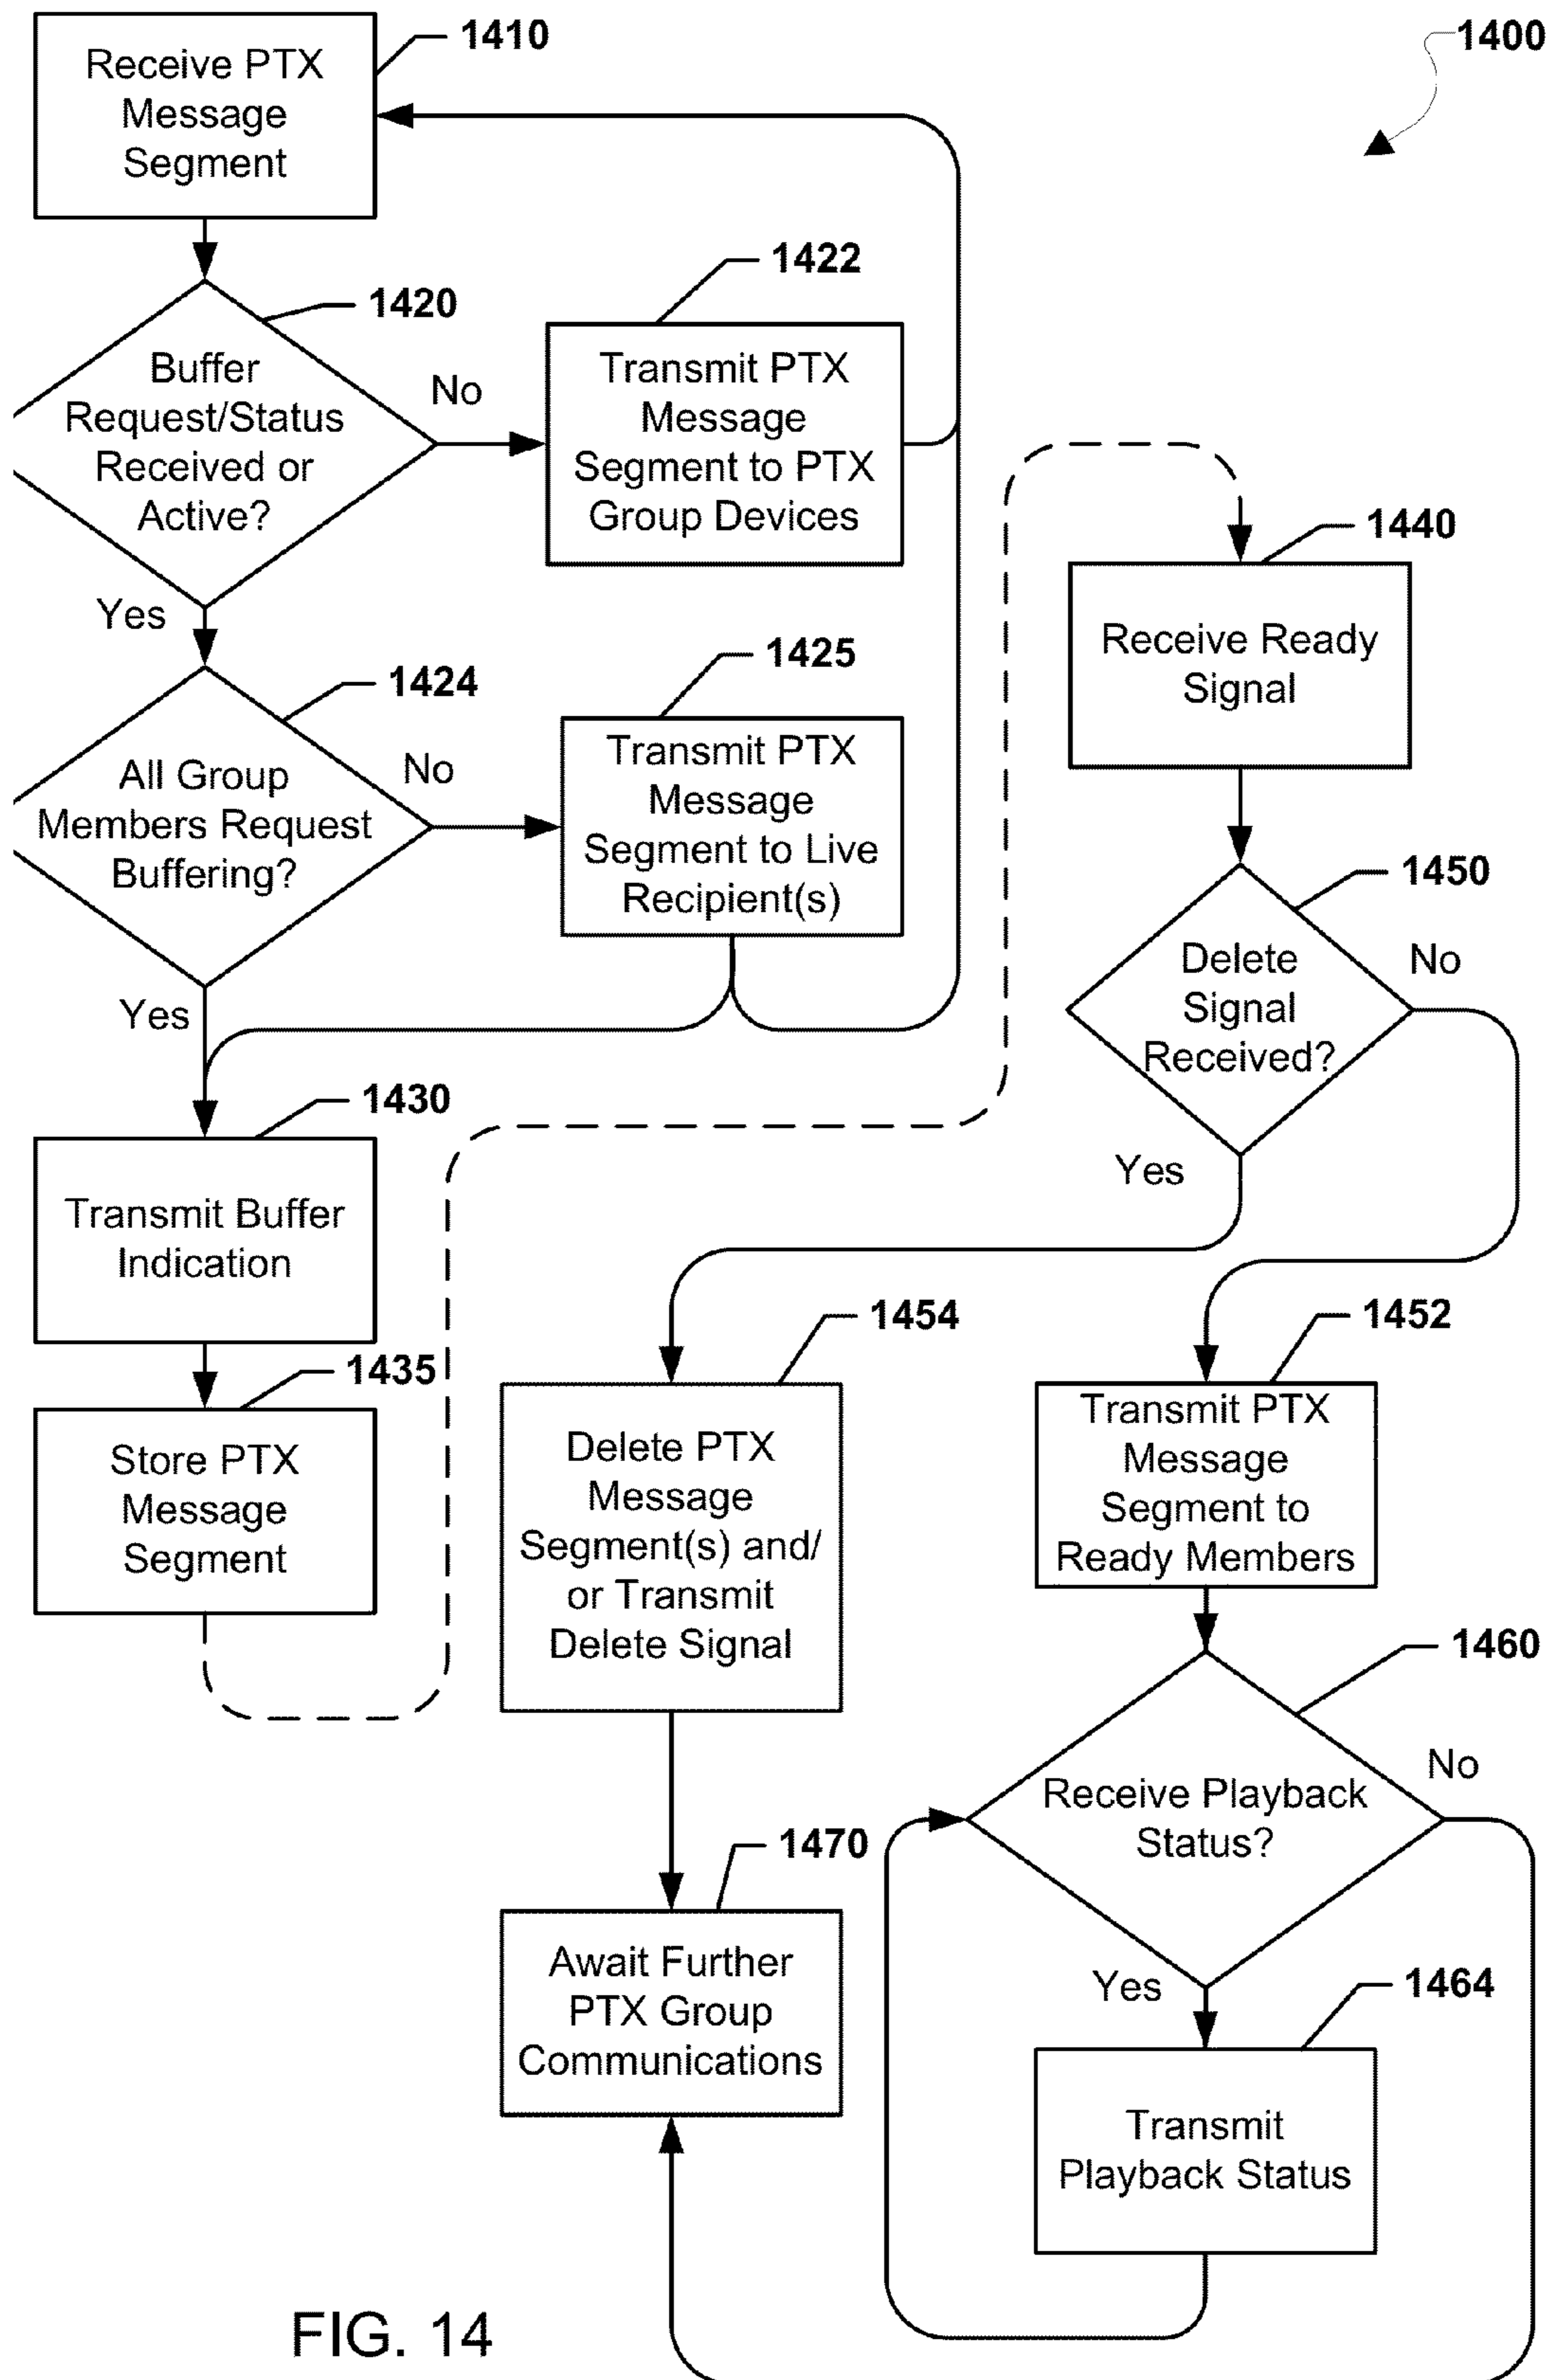 1410
Receive PTX
Message
Segment
1400
1420
Buffer
Request/Status
Received or
Active?
No
Yes
1422
Transmit PTX
Message
Segment to PTX
Group Devices
1424
All Group
Members Request
Buffering?
No
Yes
1425
Transmit PTX
Message
Segment to Live
Recipient(s)
1430
Transmit Buffer
Indication
1435
Store PTX
Message
Segment
1440
Receive Ready
Signal
1450
Delete
Signal
Received?
No
Yes
1454
Delete PTX
Message
Segment(s) and/
or Transmit
Delete Signal
1452
Transmit PTX
Message
Segment to
Ready Members
1460
Receive Playback
Status?
No
Yes
1464
Transmit
Playback Status
1470
Await Further
PTX Group
Communications
FIG. 14